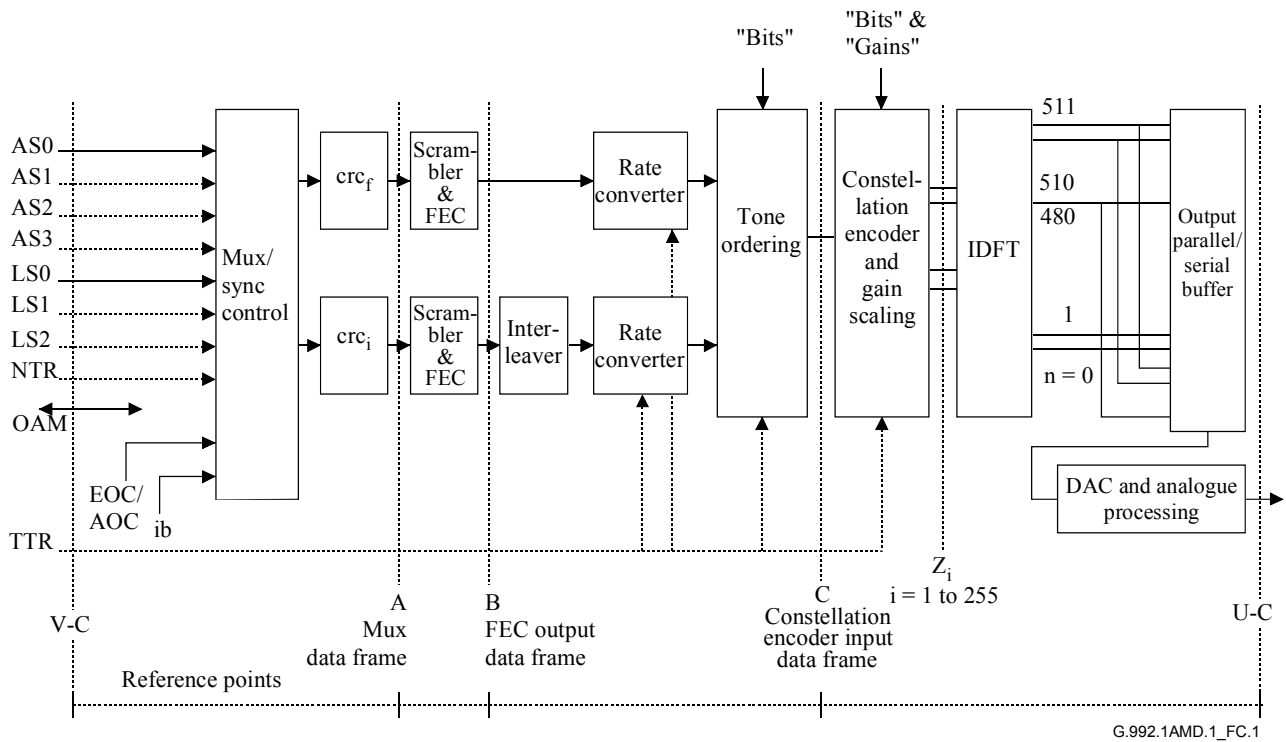 "Bits"
"Bits" &
"Gains"
AS0
AS1
AS2
AS3
LS0
LS1
LS2
NTR
OAM
EOC/
AOC
ib
TTR
Mux/
sync
control
crcf
crci
Scram-
bler
&
FEC
Scram-
bler
&
FEC
Inter-
leaver
Rate
converter
Rate
converter
Tone
ordering
Constel-
lation
encoder
and
gain
scaling
IDFT
511
510
480
1
n = 0
Output
parallel/
serial
buffer
DAC and analogue
processing
Zi
i = 1 to 255
V-C
A
Mux
data frame
B
FEC output
data frame
C
Constellation
encoder input
data frame
U-C
Reference points
G.992.1AMD.1_FC.1